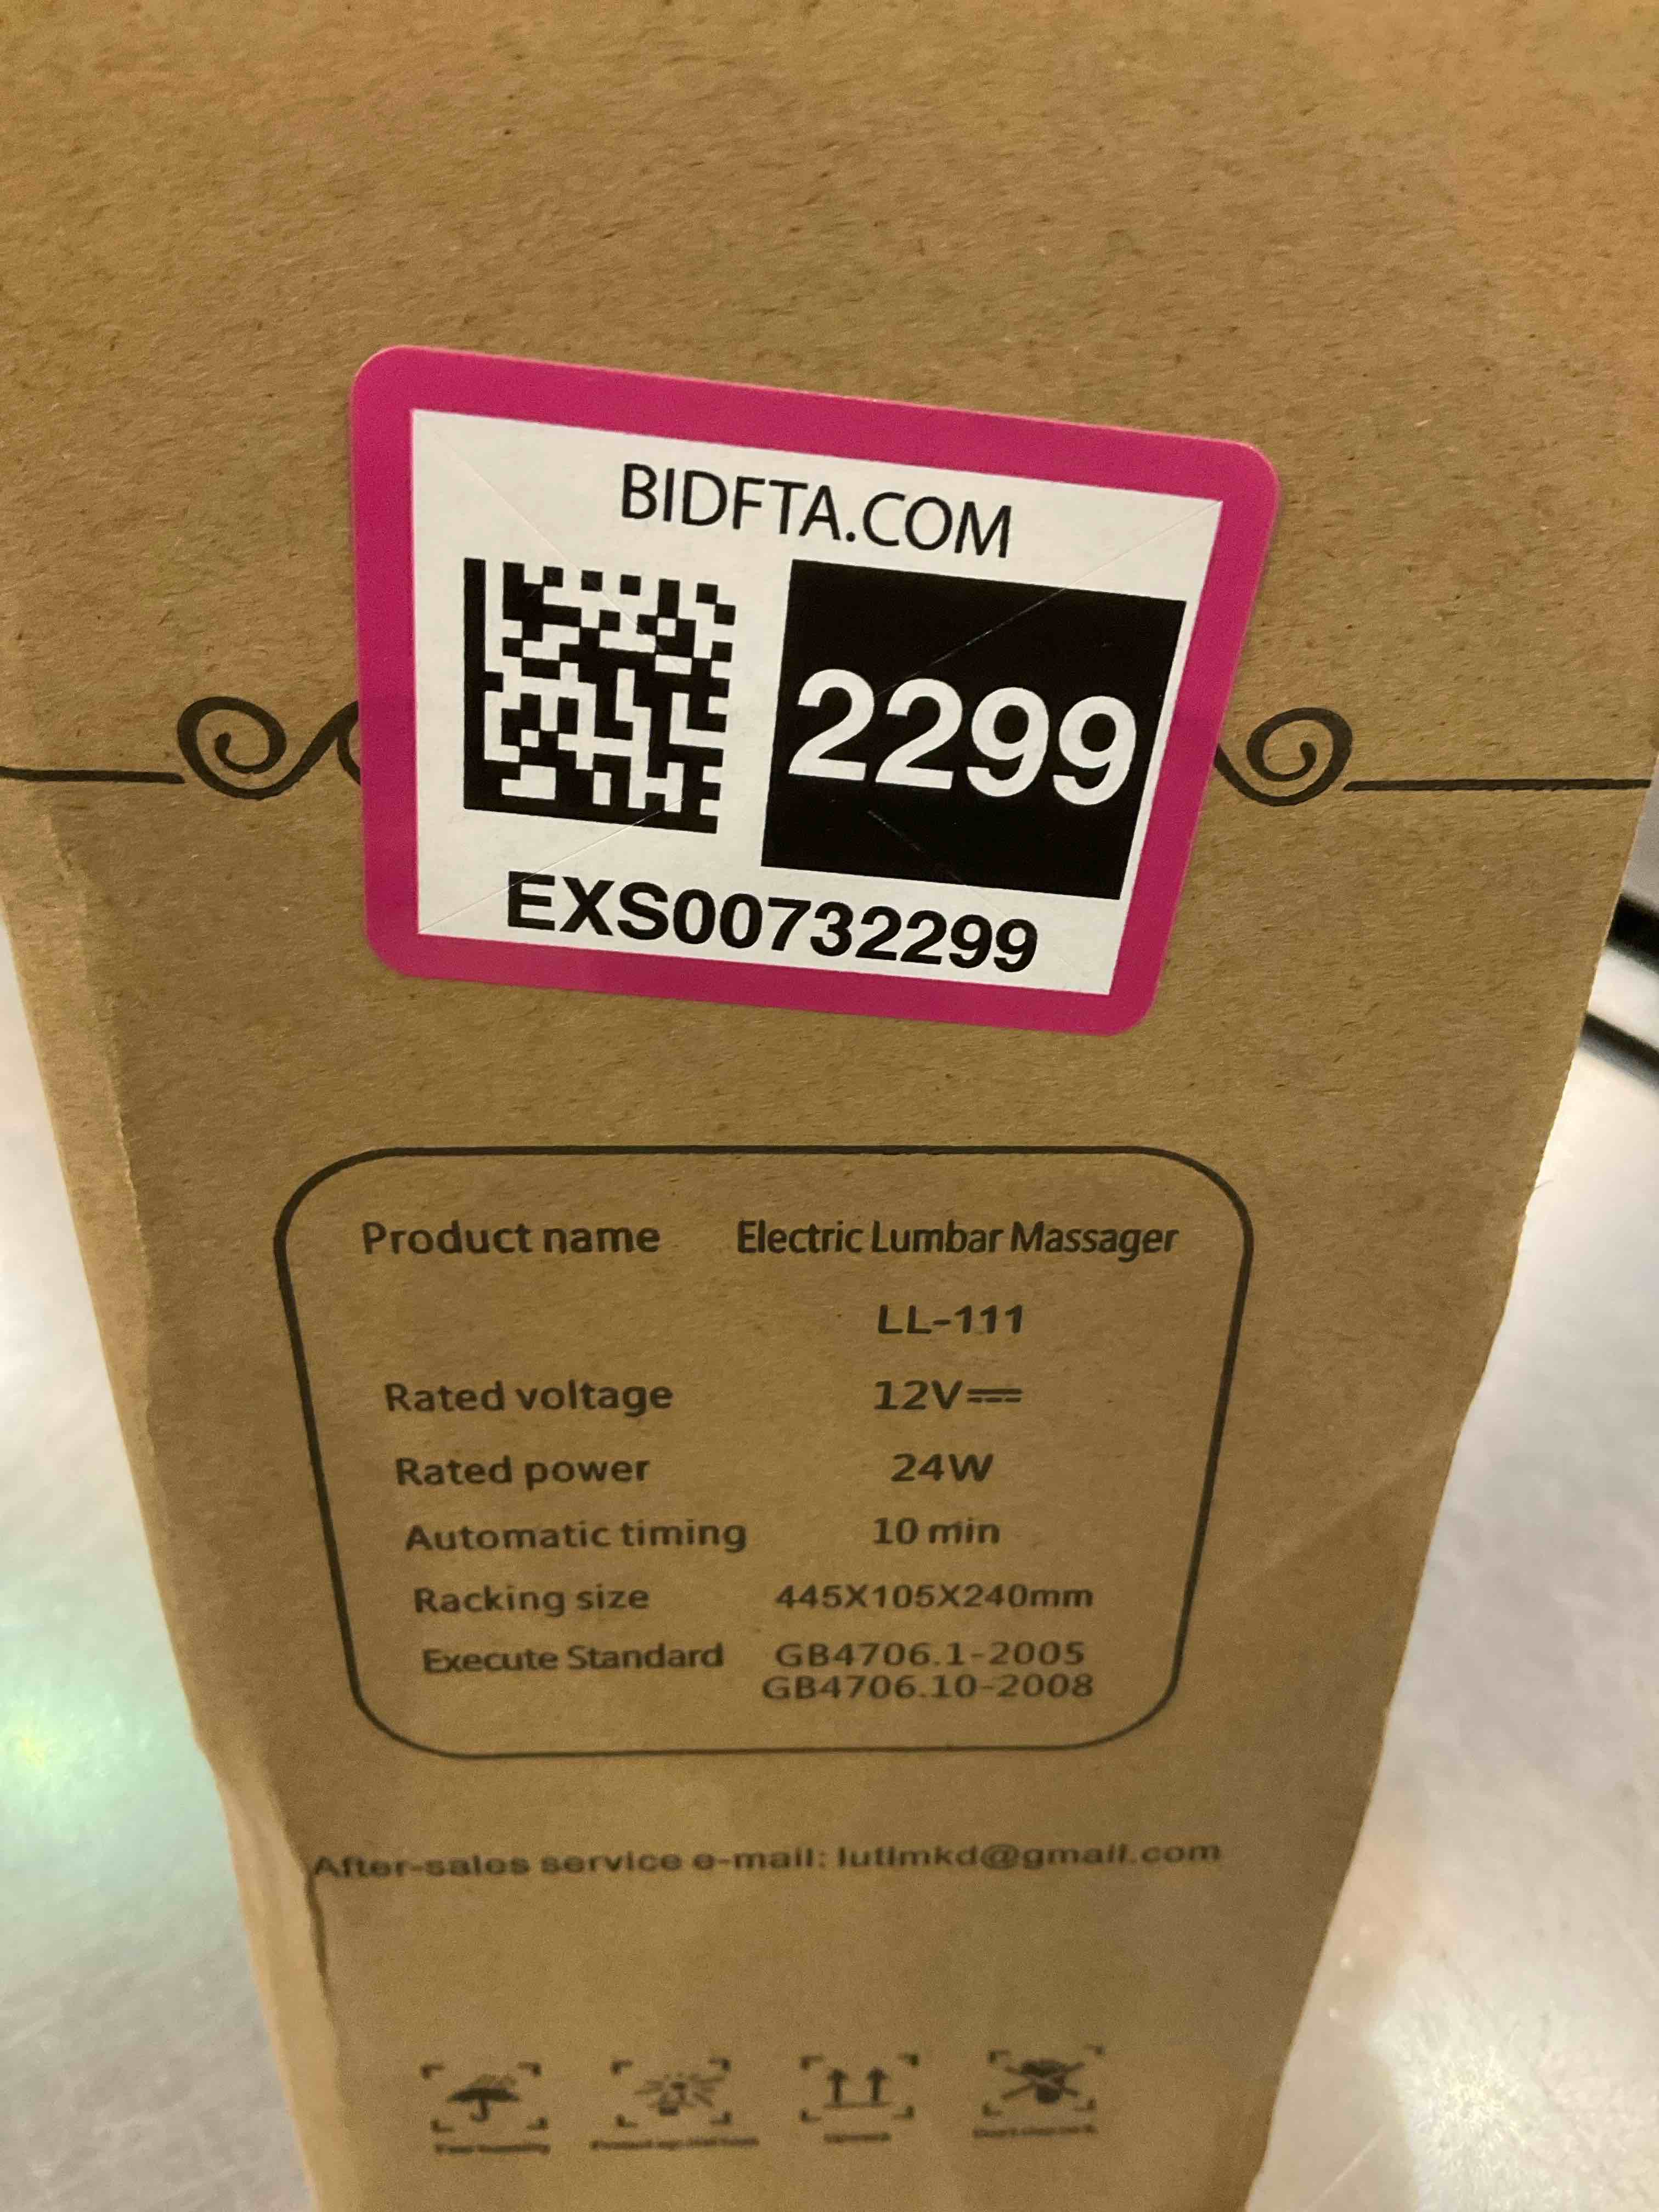 BIDFTA.COM
2299
EXS00732299
Product name Electric Lumbar Massager
LL-111
Rated voltage 12V⎓
Rated power 24W
Automatic timing 10 min
Racking size 445X105X240mm
Execute Standard GB4706.1-2005
GB4706.10-2008
After-sales service e-mail: lutimkd@gmail.com